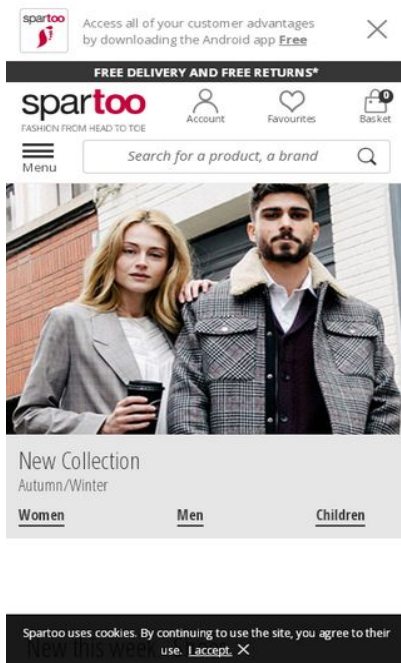 spartoo
Access all of your customer advantages
by downloading the Android app Free
FREE DELIVERY AND FREE RETURNS*
spartoo
FASHION FROM HEAD TO TOE
Account
Favourites
0
Basket
Menu
Search for a product, a brand
New Collection
Autumn/Winter
Women
Men
Children
Spartoo uses cookies. By continuing to use the site, you agree to their
use. I accept.
New this week